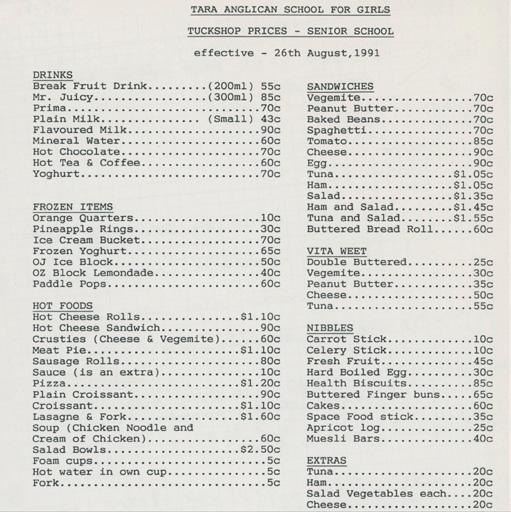 TARA ANGLICAN SCHOOL FOR GIRLS
TUCKSHOP PRICES - SENIOR SCHOOL
effective - 26th August,1991
DRINKS
Break Fruit Drink.........(200ml) 55c
Mr. Juicy.................(300ml) 85c
Prima............................70c
Plain Milk................(Small) 43c
Flavoured Milk...................90c
Mineral Water....................60c
Hot Chocolate....................70c
Hot Tea & Coffee.................60c
Yoghurt..........................70c
FROZEN ITEMS
Orange Quarters..................10c
Pineapple Rings..................30c
Ice Cream Bucket.................70c
Frozen Yoghurt...................65c
OJ Ice Block.....................50c
OZ Block Lemondade...............40c
Paddle Pops......................60c
HOT FOODS
Hot Cheese Rolls...............$1.10c
Hot Cheese Sandwich..............90c
Crusties (Cheese & Vegemite)....60c
Meat Pie.......................$1.10c
Sausage Rolls....................80c
Sauce (is an extra)..............10c
Pizza..........................$1.20c
Plain Croissant..................90c
Croissant......................$1.10c
Lasagne & Fork.................$1.60c
Soup (Chicken Noodle and
Cream of Chicken)................60c
Salad Bowls....................$2.50c
Foam cups.........................5c
Hot water in own cup..............5c
Fork..............................5c
SANDWICHES
Vegemite................70c
Peanut Butter...........70c
Baked Beans.............70c
Spaghetti...............70c
Tomato..................85c
Cheese..................90c
Egg.....................90c
Tuna..................$1.05c
Ham...................$1.05c
Salad.................$1.35c
Ham and Salad.........$1.45c
Tuna and Salad........$1.55c
Buttered Bread Roll.....60c
VITA WEET
Double Buttered.........25c
Vegemite................30c
Peanut Butter...........35c
Cheese..................50c
Tuna....................55c
NIBBLES
Carrot Stick............10c
Celery Stick............10c
Fresh Fruit.............45c
Hard Boiled Egg.........30c
Health Biscuits.........85c
Buttered Finger buns....65c
Cakes...................60c
Space Food stick........35c
Apricot log.............25c
Muesli Bars.............40c
EXTRAS
Tuna....................20c
Ham.....................20c
Salad Vegetables each...20c
Cheese..................20c